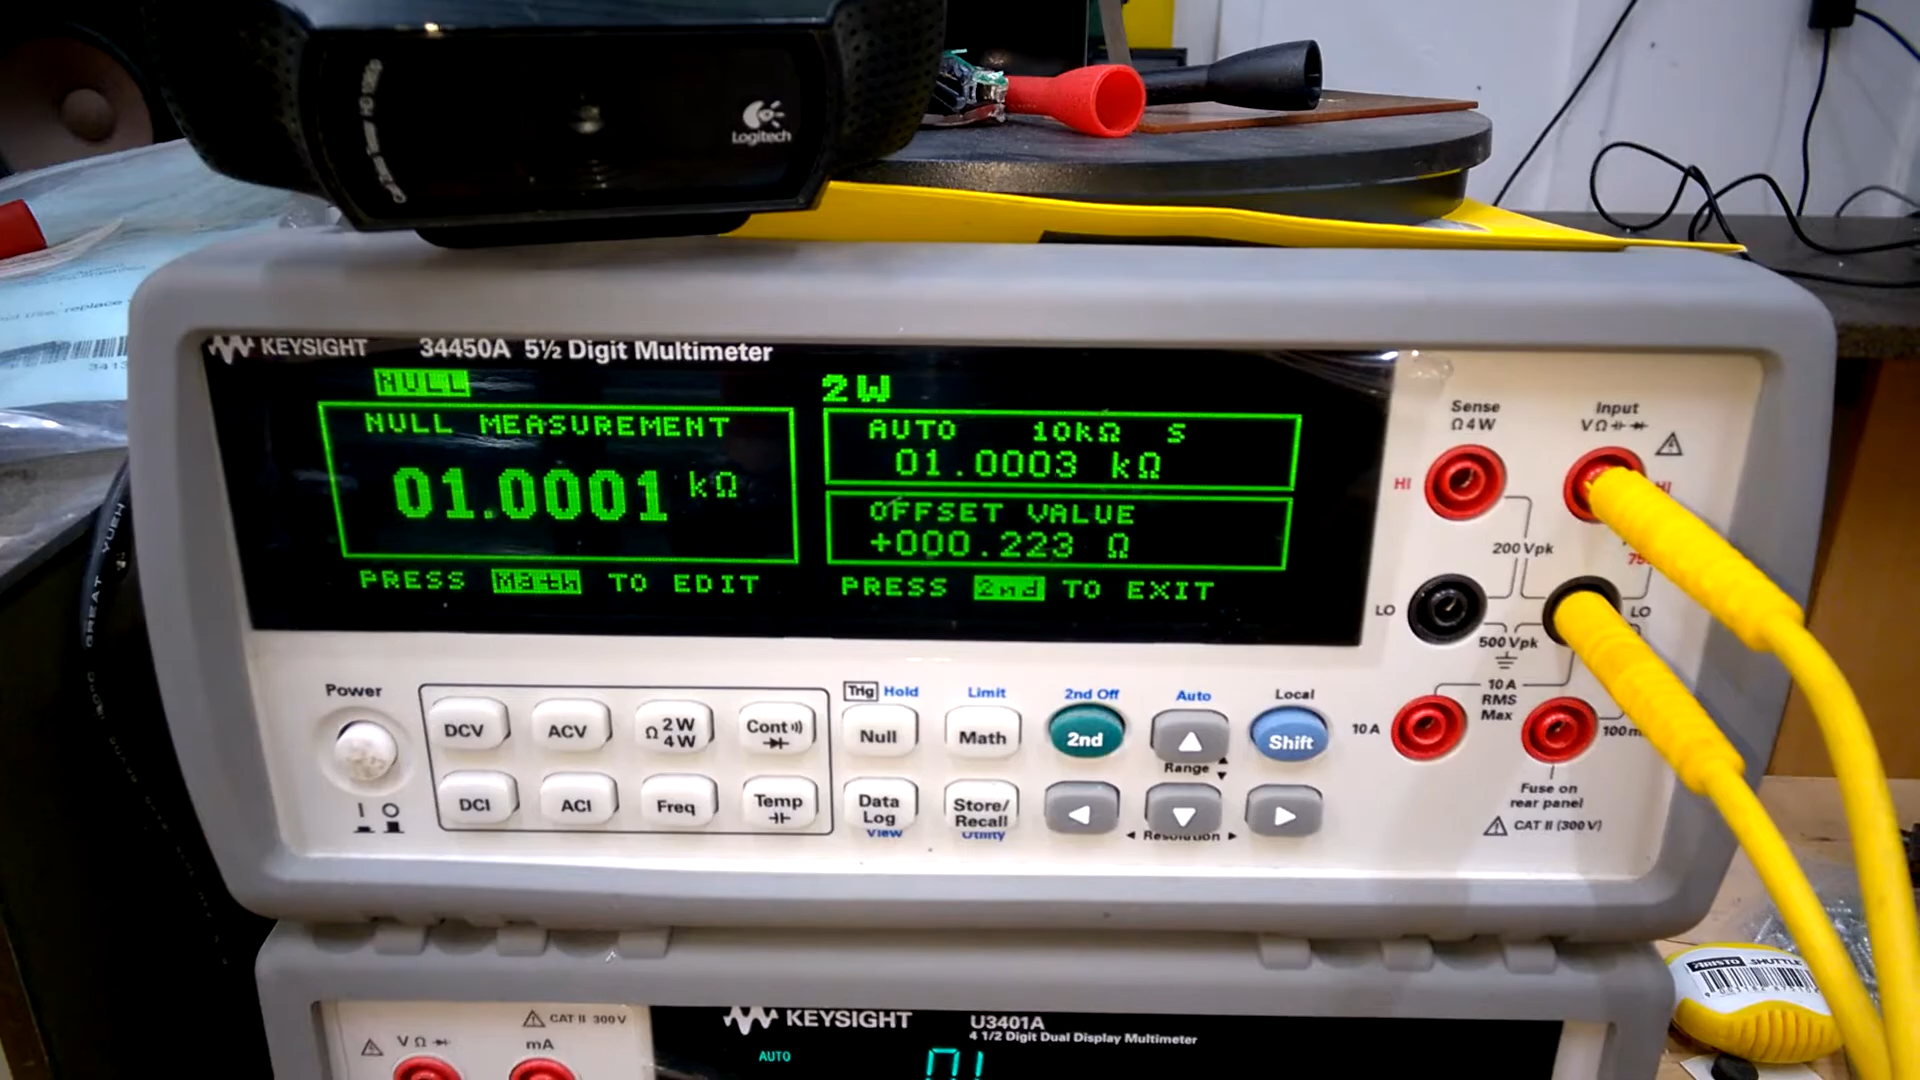 Logitech
KEYSIGHT 34450A 5½ Digit Multimeter
NULL
NULL MEASUREMENT
01.0001 kΩ
PRESS Math TO EDIT
2W
AUTO 10kΩ S
01.0003 kΩ
OFFSET VALUE
+000.223 Ω
PRESS 2nd TO EXIT
Sense
Ω 4 W
Input
V Ω
HI
HI
200 Vpk
LO
LO
500 Vpk
10 A
RMS
Max
10 A
Fuse on
rear panel
CAT II (300 V)
Power
I O
DCV
ACV
Ω 2 W
4 W
Cont
DCI
ACI
Freq
Temp
Trig Hold
Null
Limit
Math
2nd Off
2nd
Auto
Range
Local
Shift
Data
Log
View
Store/
Recall
Utility
Resolution
GREAT YUEH
ARISTO SHUTTLE
CAT II 300 V
V Ω
mA
KEYSIGHT U3401A
4 1/2 Digit Dual Display Multimeter
AUTO